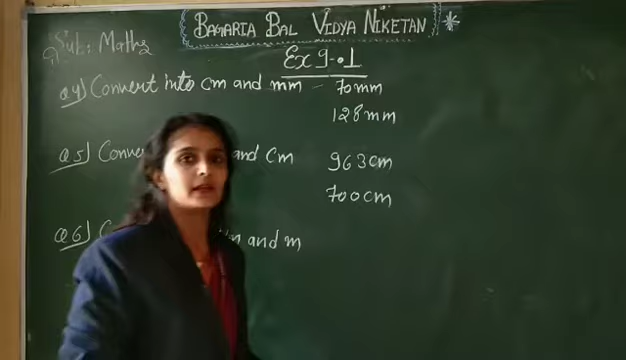 BAGARIA BAL VIDYA NIKETAN
Sub: Maths
Ex 9.1
Q4) Convert into cm and mm - 70mm
128mm
Q5) Conve and cm 963cm
700cm
Q6) and m